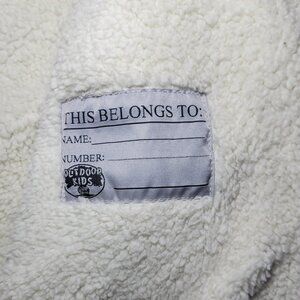 THIS BELONGS TO:
NAME:
NUMBER:
OUTDOOR
KIDS